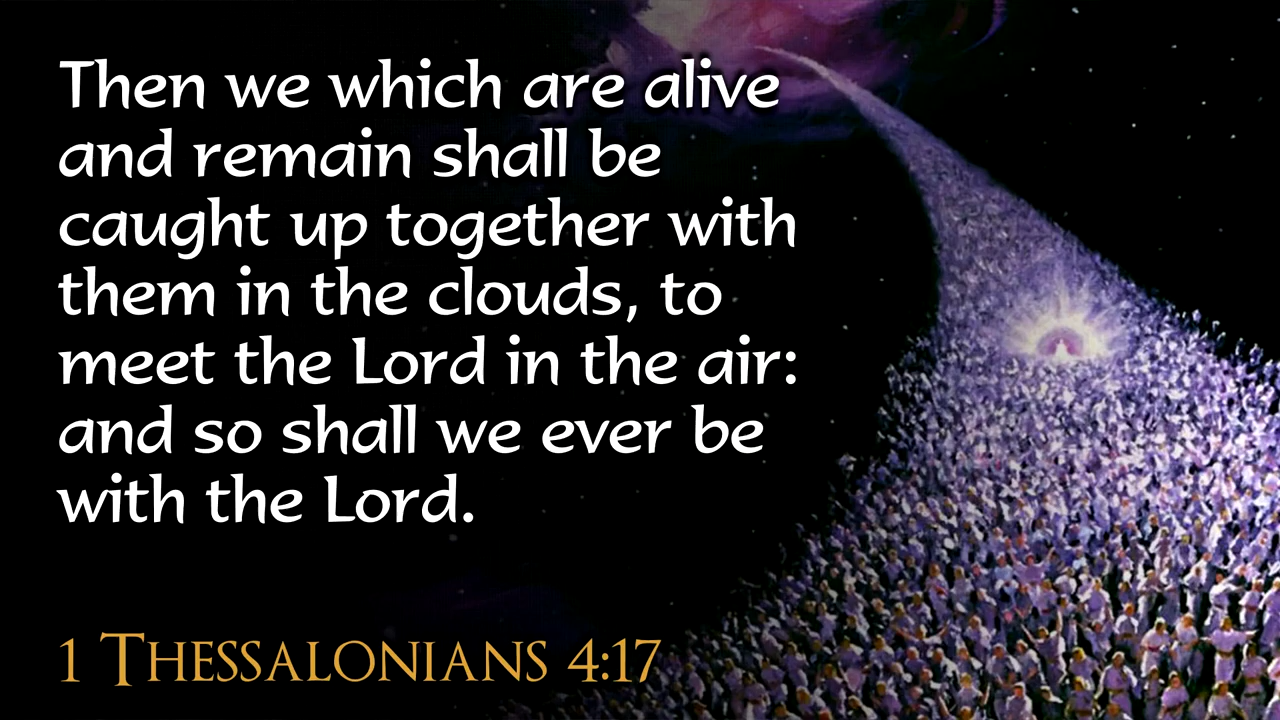 Then we which are alive
and remain shall be
caught up together with
them in the clouds, to
meet the Lord in the air:
and so shall we ever be
with the Lord.
1 THESSALONIANS 4:17